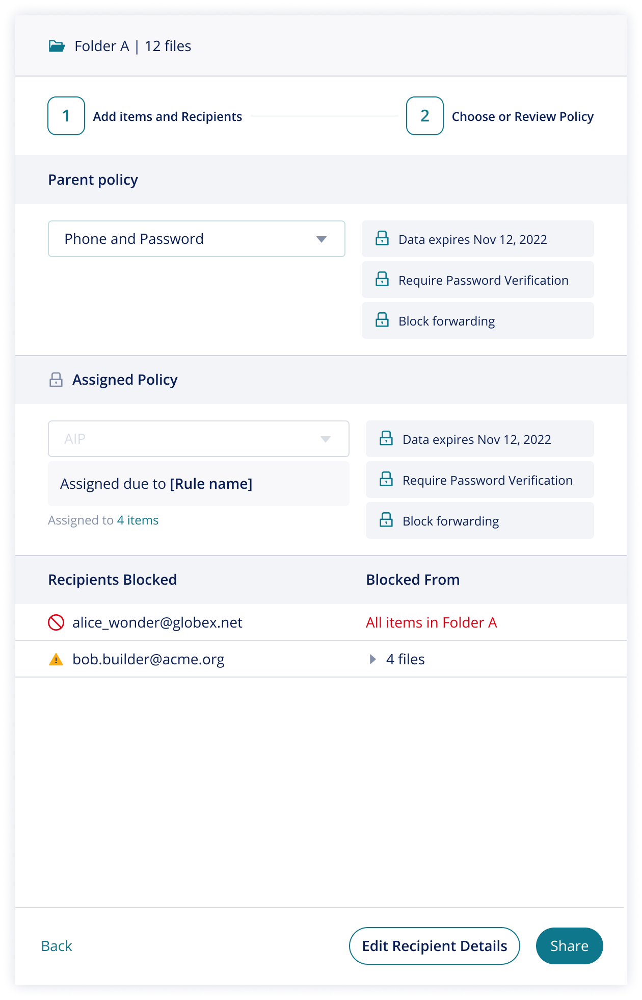 Folder A | 12 files
1 Add items and Recipients 2 Choose or Review Policy
Parent policy
Phone and Password
Data expires Nov 12, 2022
Require Password Verification
Block forwarding
Assigned Policy
AIP
Assigned due to [Rule name]
Assigned to 4 items
Data expires Nov 12, 2022
Require Password Verification
Block forwarding
Recipients Blocked Blocked From
alice_wonder@globex.net All items in Folder A
bob.builder@acme.org 4 files
Back Edit Recipient Details Share